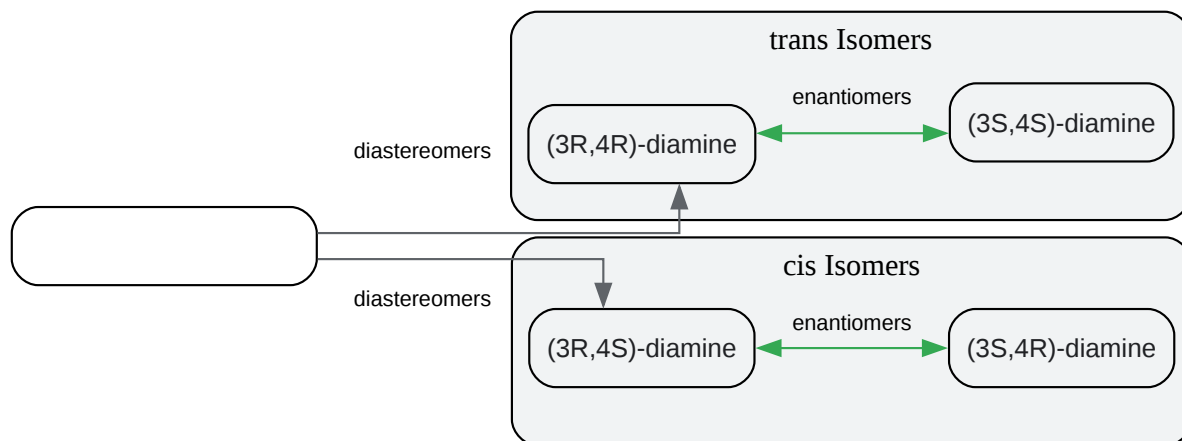 trans Isomers
enantiomers
(3R,4R)-diamine
(3S,4S)-diamine
diastereomers
cis Isomers
diastereomers
enantiomers
(3R,4S)-diamine
(3S,4R)-diamine